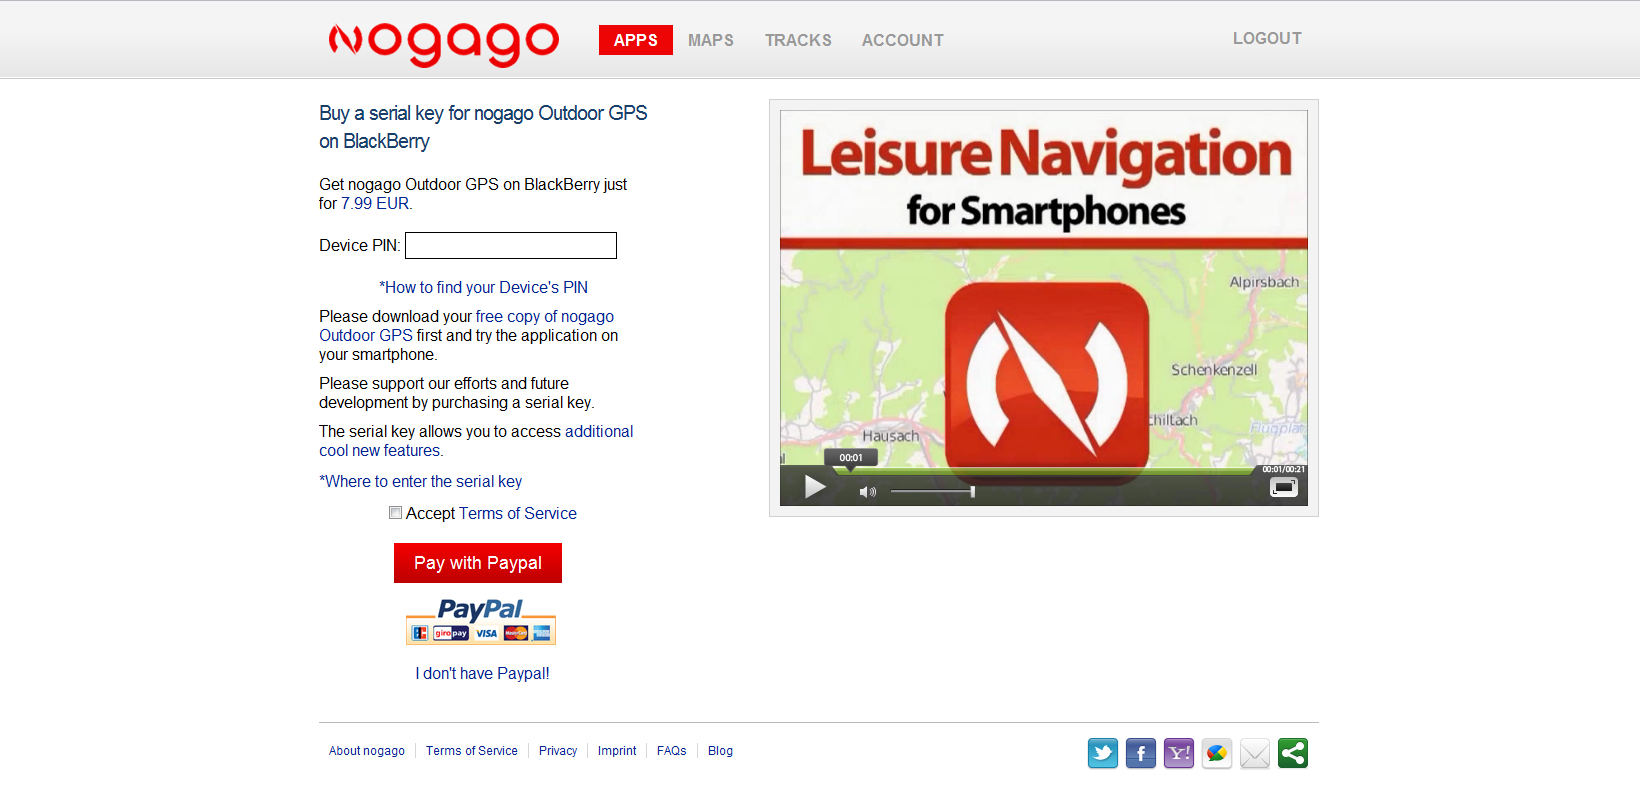 nogago
APPS
MAPS
TRACKS
ACCOUNT
LOGOUT
Buy a serial key for nogago Outdoor GPS
on BlackBerry
Get nogago Outdoor GPS on BlackBerry just
for 7.99 EUR.
Device PIN:
*How to find your Device's PIN
Please download your free copy of nogago
Outdoor GPS first and try the application on
your smartphone.
Please support our efforts and future
development by purchasing a serial key.
The serial key allows you to access additional
cool new features.
*Where to enter the serial key
Accept Terms of Service
Pay with Paypal
PayPal
giropay VISA MasterCard
I don't have Paypal!
Leisure Navigation
for Smartphones
Alpirsbach
Schenkenzell
chiltach
Flugplat
Hausach
00:01
00:01/00:21
About nogago
Terms of Service
Privacy
Imprint
FAQs
Blog
Y!